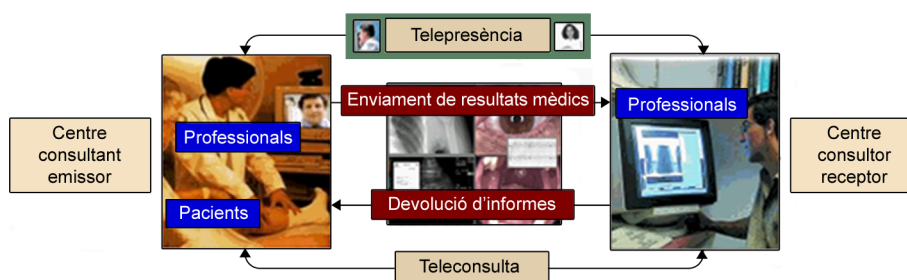 Telepresència
Enviament de resultats mèdics
Professionals
Professionals
Centre
consultant
emissor
Centre
consultor
receptor
Pacients
Devolució d'informes
Teleconsulta